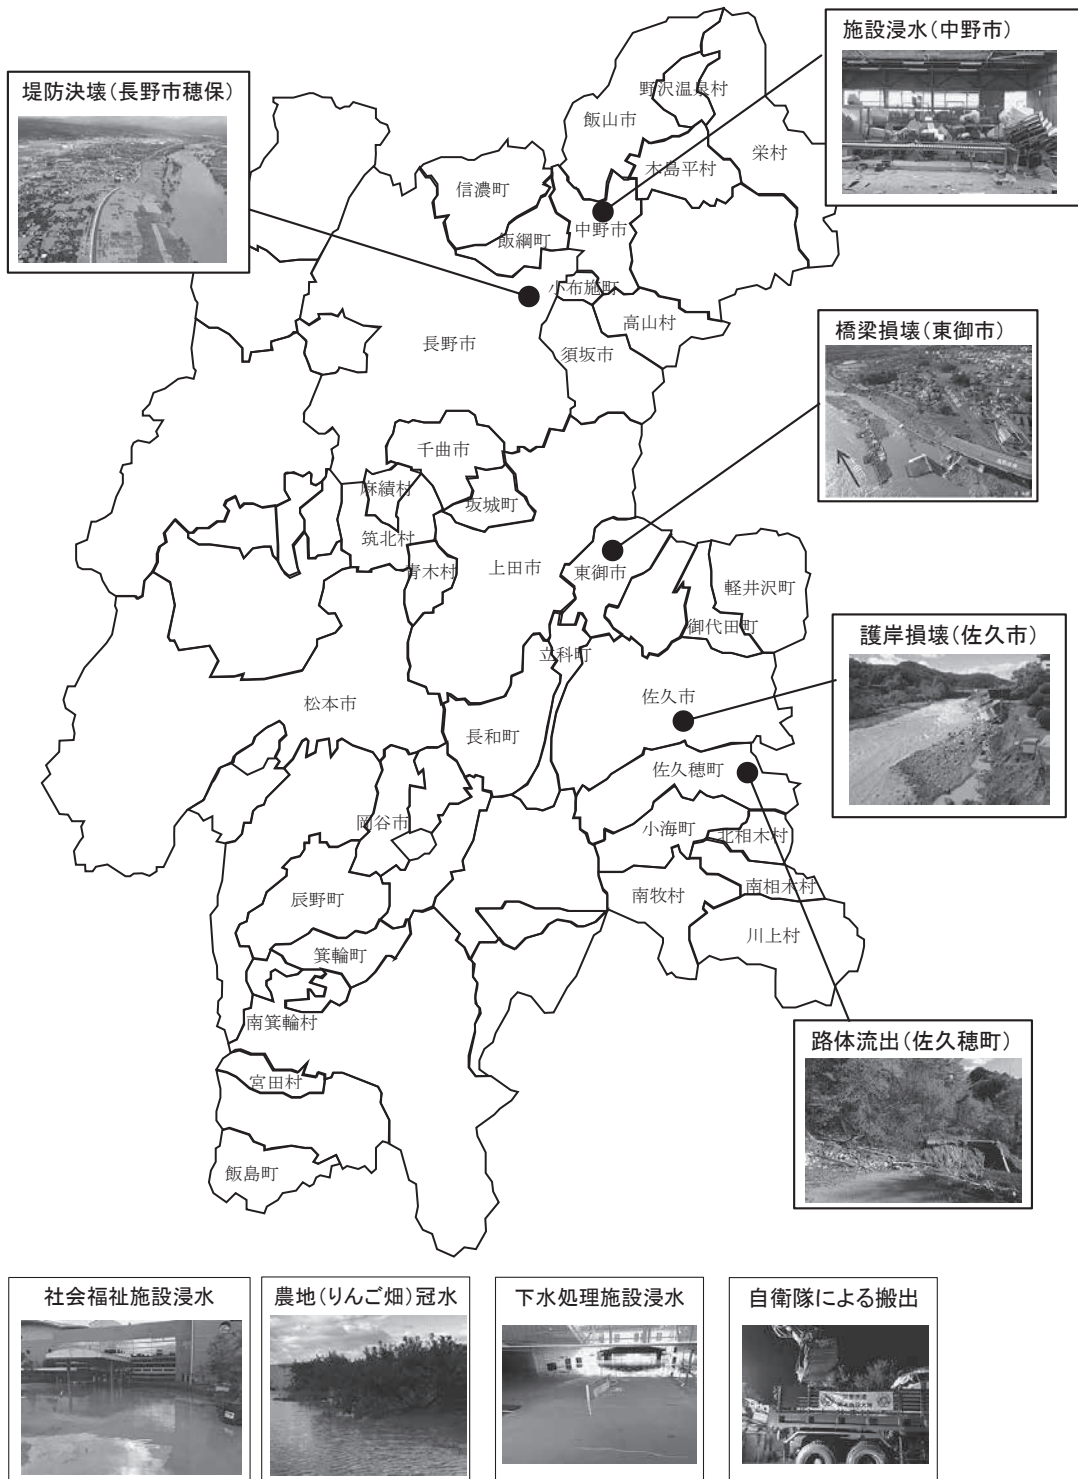 施設浸水（中野市）
堤防決壊（長野市穂保）
野沢温泉村
飯山市
栄村
木島平村
信濃町
中野市
飯綱町
小布施町
高山村
長野市
須坂市
橋梁損壊（東御市）
千曲市
麻績村
坂城町
筑北村
青木村
上田市
東御市
軽井沢町
御代田町
立科町
護岸損壊（佐久市）
松本市
佐久市
長和町
佐久穂町
岡谷市
小海町
北相木村
辰野町
南牧村
南相木村
川上村
箕輪町
南箕輪村
路体流出（佐久穂町）
宮田村
飯島町
社会福祉施設浸水
農地（りんご畑）冠水
下水処理施設浸水
自衛隊による搬出